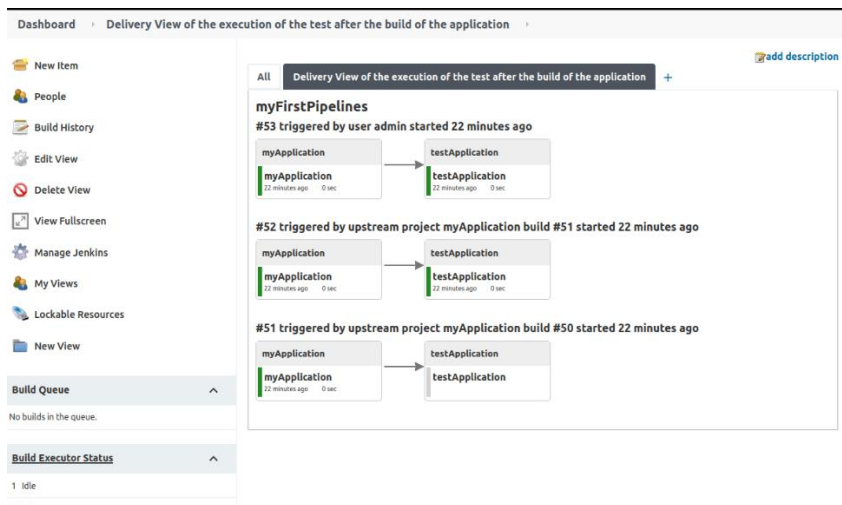 Dashboard
Delivery View of the execution of the test after the build of the application
New Item
People
Build History
Edit View
Delete View
View Fullscreen
Manage Jenkins
My Views
Lockable Resources
New View
Build Queue
No builds in the queue.
Build Executor Status
1 Idle
add description
All
Delivery View of the execution of the test after the build of the application
+
myFirstPipelines
#53 triggered by user admin started 22 minutes ago
myApplication
myApplication
22 minutes ago 0 sec
testApplication
testApplication
22 minutes ago 0 sec
#52 triggered by upstream project myApplication build #51 started 22 minutes ago
myApplication
myApplication
22 minutes ago 0 sec
testApplication
testApplication
22 minutes ago 0 sec
#51 triggered by upstream project myApplication build #50 started 22 minutes ago
myApplication
myApplication
22 minutes ago 0 sec
testApplication
testApplication